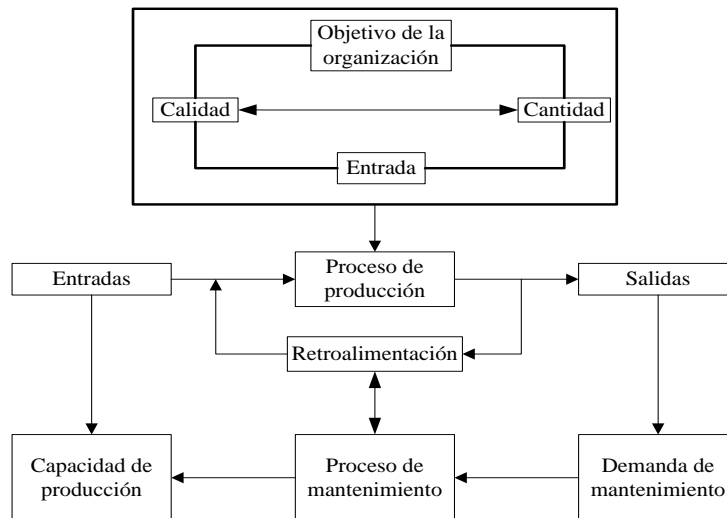 Objetivo de la
organización
Calidad
Cantidad
Entrada
Entradas
Proceso de
producción
Salidas
Retroalimentación
Capacidad de
producción
Proceso de
mantenimiento
Demanda de
mantenimiento